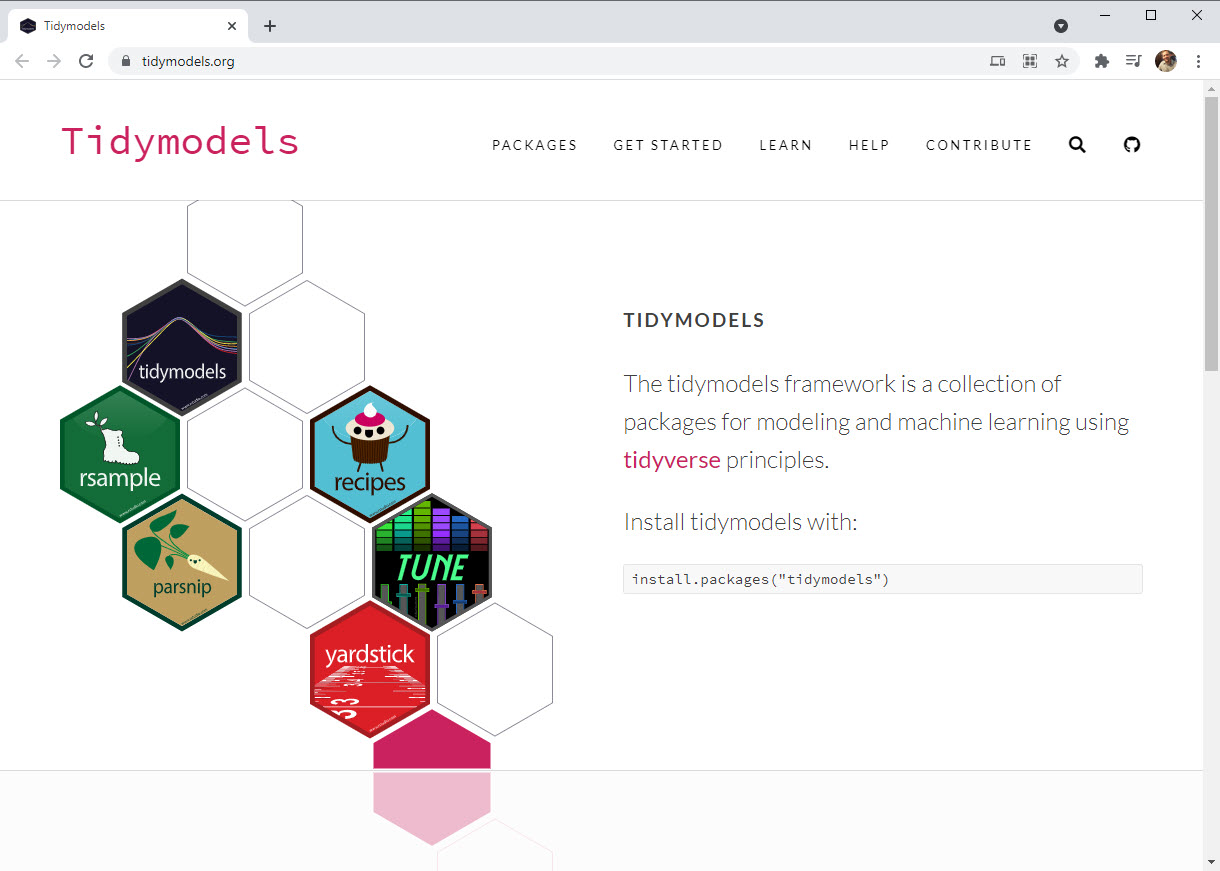 Tidymodels
tidymodels.org
Tidymodels
PACKAGES GET STARTED LEARN HELP CONTRIBUTE
tidymodels
rsample
recipes
parsnip
TUNE
yardstick
53
TIDYMODELS
The tidymodels framework is a collection of
packages for modeling and machine learning using
tidyverse principles.
Install tidymodels with:
install.packages("tidymodels")